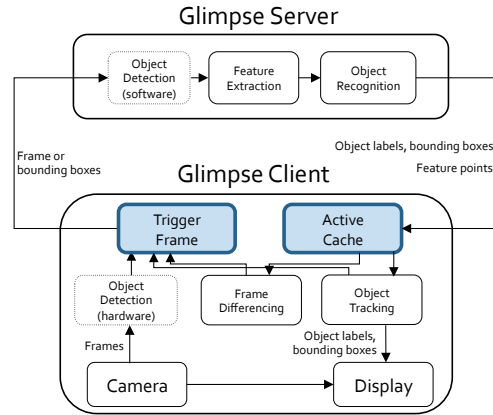 Glimpse Server
Object
Detection
(software)
Feature
Extraction
Object
Recognition
Frame or
bounding boxes
Object labels, bounding boxes
Feature points
Glimpse Client
Trigger
Frame
Active
Cache
Object
Detection
(hardware)
Frame
Differencing
Object
Tracking
Frames
Object labels,
bounding boxes
Camera
Display